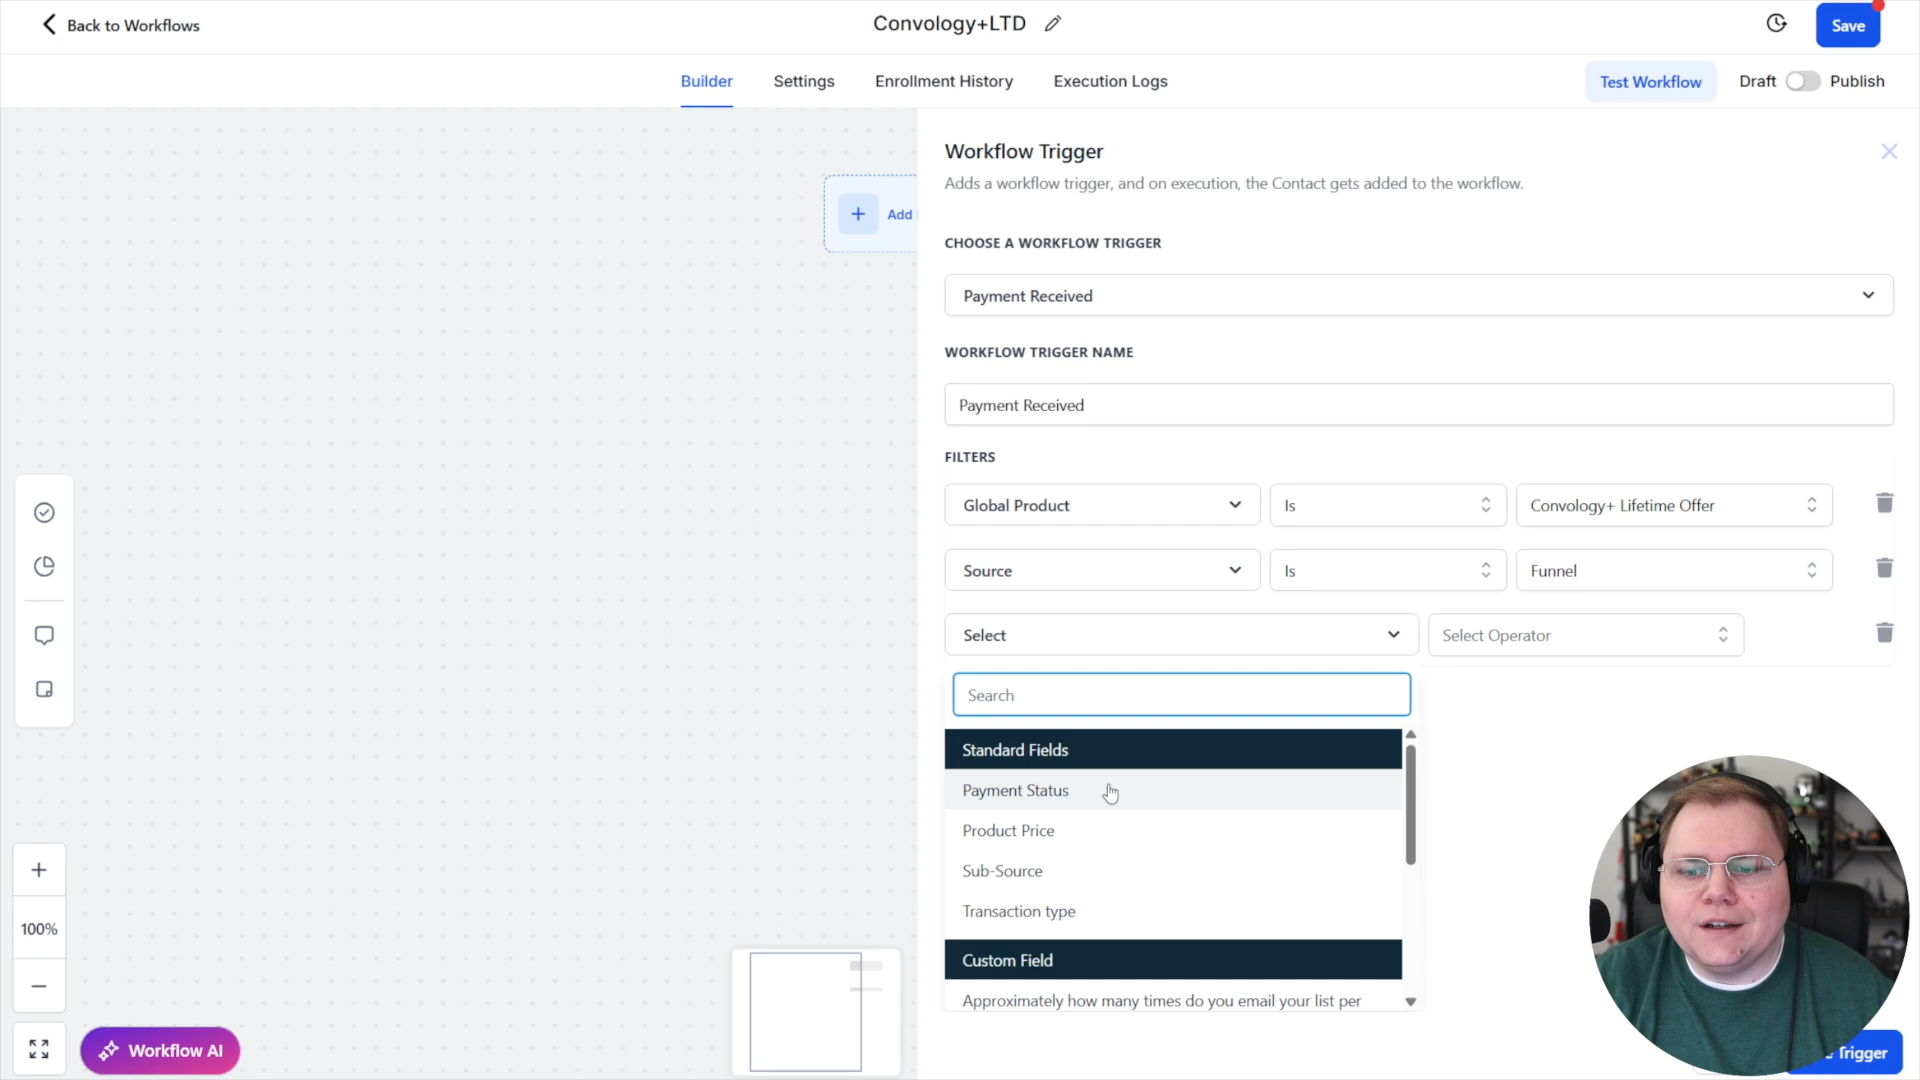 Back to Workflows
Convology+LTD
Save
Builder
Settings
Enrollment History
Execution Logs
Test Workflow
Draft
Publish
Workflow Trigger
Adds a workflow trigger, and on execution, the Contact gets added to the workflow.
Add
CHOOSE A WORKFLOW TRIGGER
Payment Received
WORKFLOW TRIGGER NAME
Payment Received
FILTERS
Global Product
Is
Convology+ Lifetime Offer
Source
Is
Funnel
Select
Select Operator
Search
Standard Fields
Payment Status
Product Price
Sub-Source
Transaction type
Custom Field
Approximately how many times do you email your list per
100%
Workflow AI
Trigger